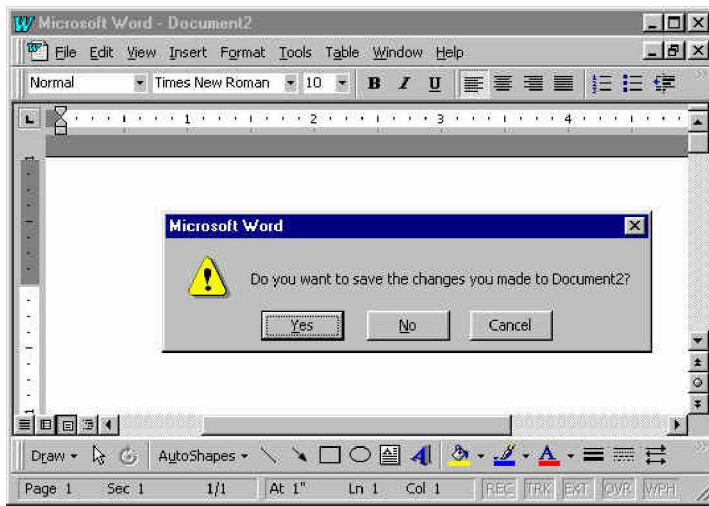 Microsoft Word - Document2
File Edit View Insert Format Tools Table Window Help
Normal Times New Roman 10 B I U
L 1 2 3 4
Microsoft Word
Do you want to save the changes you made to Document2?
Yes No Cancel
Draw AutoShapes A A
Page 1 Sec 1 1/1 At 1" Ln 1 Col 1 REC TRK EXT OVR WPH